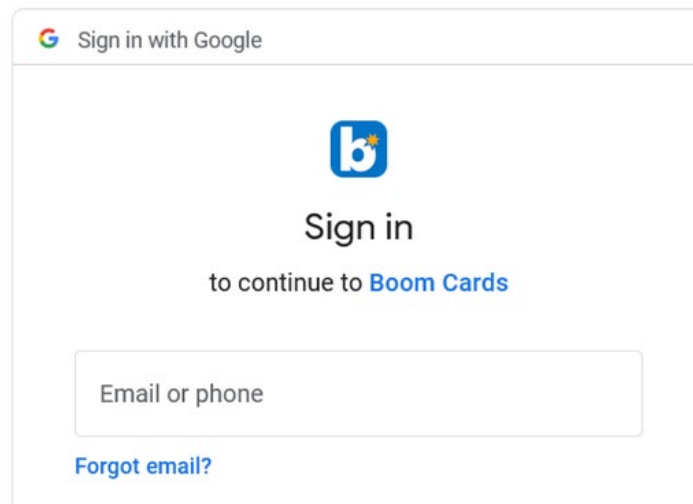 Sign in with Google
b
Sign in
to continue to Boom Cards
Email or phone
Forgot email?